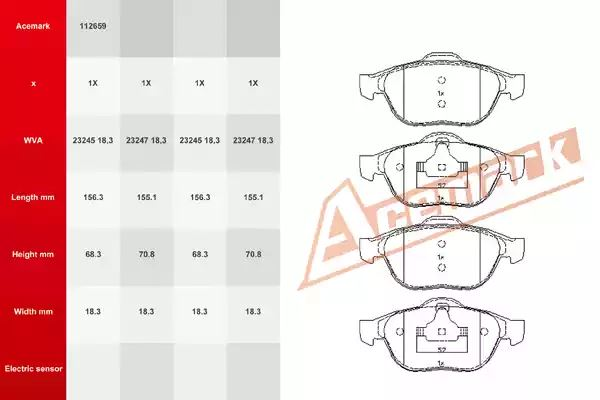 Acemark 112659
x 1X 1X 1X 1X
WVA 23245 18,3 23247 18,3 23245 18,3 23247 18,3
Length mm 156.3 155.1 156.3 155.1
Height mm 68.3 70.8 68.3 70.8
Width mm 18.3 18.3 18.3 18.3
Electric sensor
1x
52
1x
1x
52
1x
Acemark